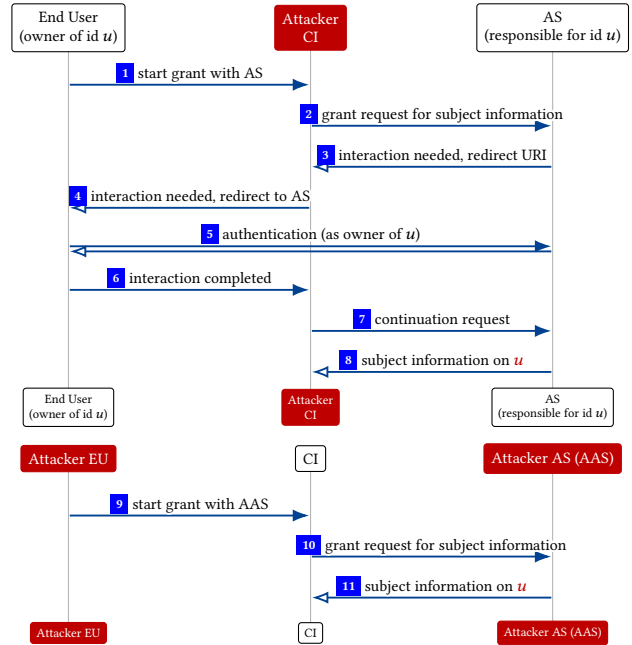 End User
(owner of id u)
Attacker
CI
AS
(responsible for id u)
1 start grant with AS
2 grant request for subject information
3 interaction needed, redirect URI
4 interaction needed, redirect to AS
5 authentication (as owner of u)
6 interaction completed
7 continuation request
8 subject information on u
End User
(owner of id u)
Attacker
CI
AS
(responsible for id u)
Attacker EU
CI
Attacker AS (AAS)
9 start grant with AAS
10 grant request for subject information
11 subject information on u
Attacker EU
CI
Attacker AS (AAS)